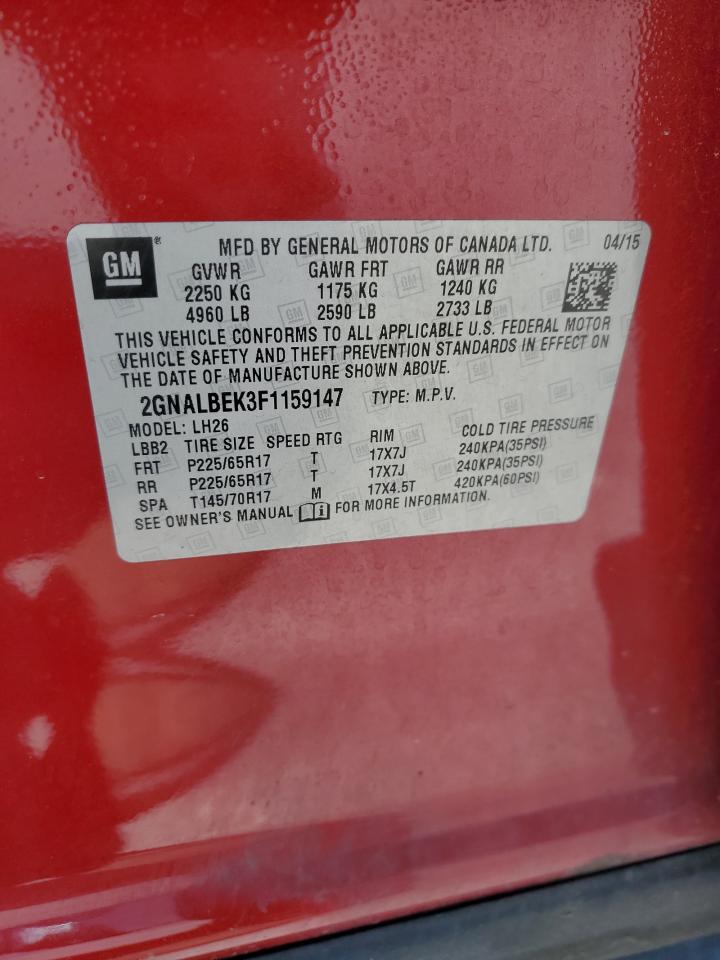 GM
MFD BY GENERAL MOTORS OF CANADA LTD. 04/15
GVWR GAWR FRT GAWR RR
2250 KG 1175 KG 1240 KG
4960 LB 2590 LB 2733 LB
THIS VEHICLE CONFORMS TO ALL APPLICABLE U.S. FEDERAL MOTOR
VEHICLE SAFETY AND THEFT PREVENTION STANDARDS IN EFFECT ON
THE DATE OF MANUFACTURE SHOWN ABOVE.
2GNALBEK3F1159147 TYPE: M.P.V.
MODEL: LH26
LBB2 TIRE SIZE SPEED RTG RIM COLD TIRE PRESSURE
FRT P225/65R17 T 17X7J 240KPA(35PSI)
RR P225/65R17 T 17X7J 240KPA(35PSI)
SPA T145/70R17 M 17X4.5T 420KPA(60PSI)
SEE OWNER'S MANUAL FOR MORE INFORMATION.